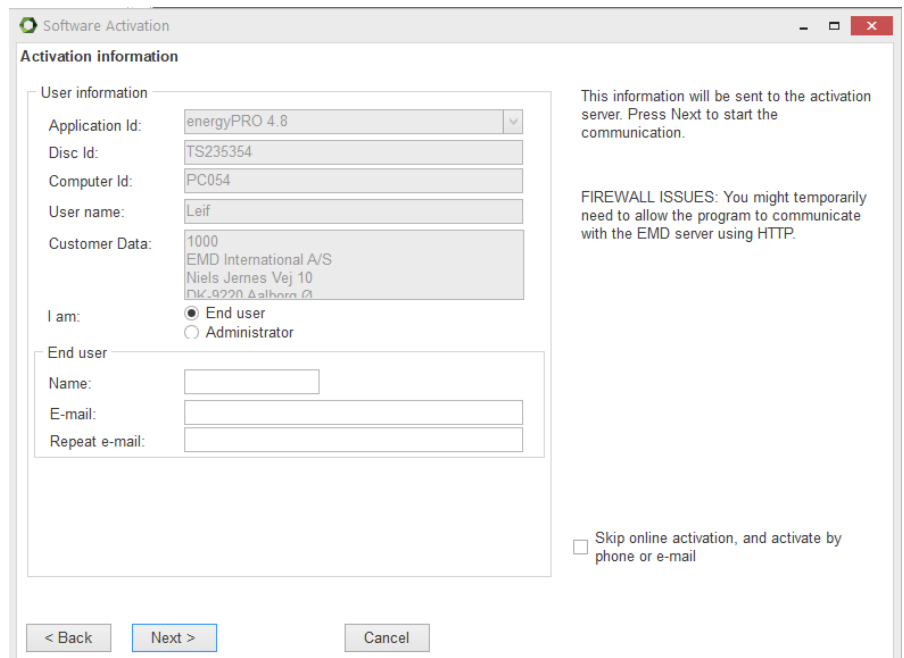 Software Activation
Activation information
User information
Application Id: energyPRO 4.8
Disc Id: TS235354
Computer Id: PC054
User name: Leif
Customer Data: 1000
EMD International A/S
Niels Jernes Vej 10
DK-9220 Aalborg Ø
I am: End user
Administrator
End user
Name:
E-mail:
Repeat e-mail:
This information will be sent to the activation
server. Press Next to start the
communication.
FIREWALL ISSUES: You might temporarily
need to allow the program to communicate
with the EMD server using HTTP.
Skip online activation, and activate by
phone or e-mail
< Back Next > Cancel